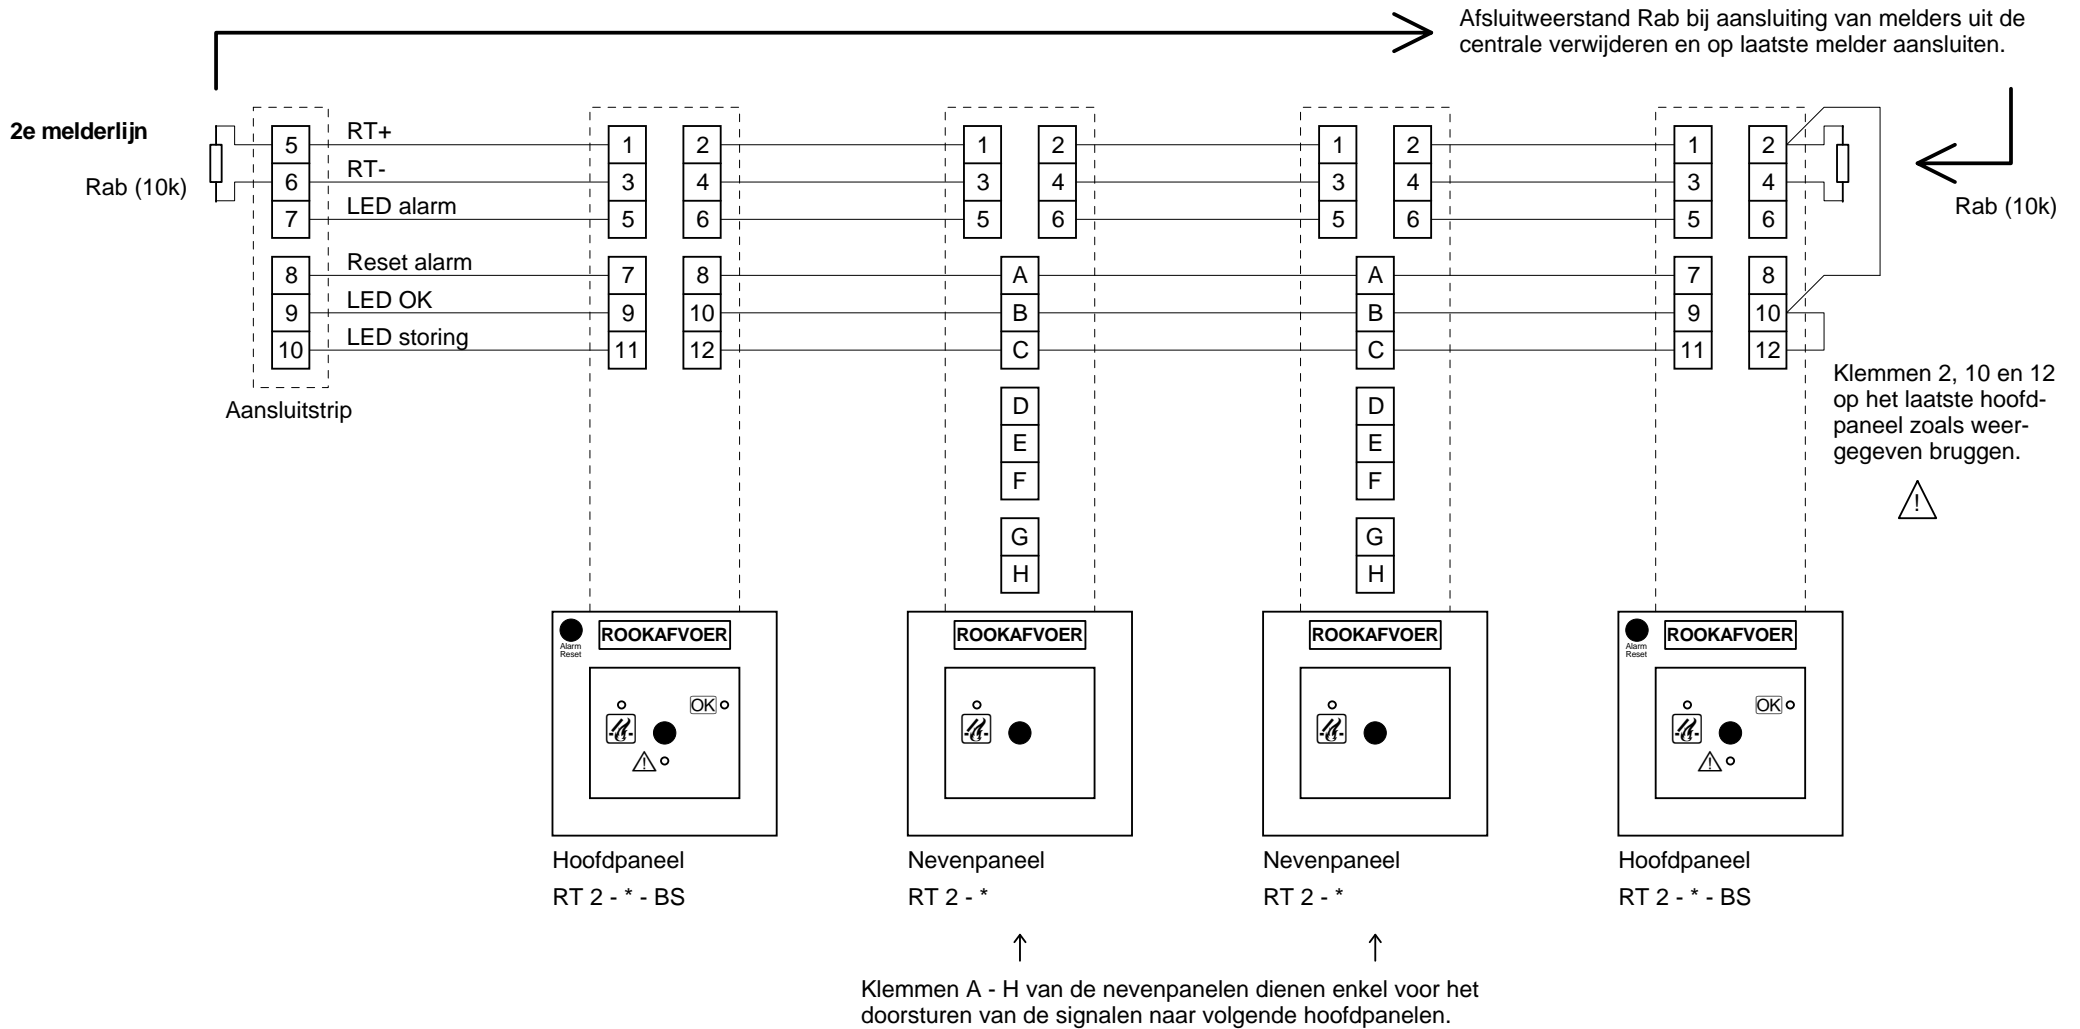 Afsluitweerstand Rab bij aansluiting van melders uit de
centrale verwijderen en op laatste melder aansluiten.
2e melderlijn
Rab (10k)
5 RT+ 1 2 1 2 1 2 1 2
6 RT- 3 4 3 4 3 4 3 4
7 LED alarm 5 6 5 6 5 6 5 6
Rab (10k)
8 Reset alarm 7 8 A A 7 8
9 LED OK 9 10 B B 9 10
10 LED storing 11 12 C C 11 12
Aansluitstrip
Klemmen 2, 10 en 12
op het laatste hoofd-
paneel zoals weer-
gegeven bruggen.
!
D D
E E
F F
G G
H H
ROOKAFVOER ROOKAFVOER ROOKAFVOER ROOKAFVOER
Alarm Alarm
Reset Reset
OK OK
! !
Hoofdpaneel Nevenpaneel Nevenpaneel Hoofdpaneel
RT 2 - * - BS RT 2 - * RT 2 - * RT 2 - * - BS
Klemmen A - H van de nevenpanelen dienen enkel voor het
doorsturen van de signalen naar volgende hoofdpanelen.